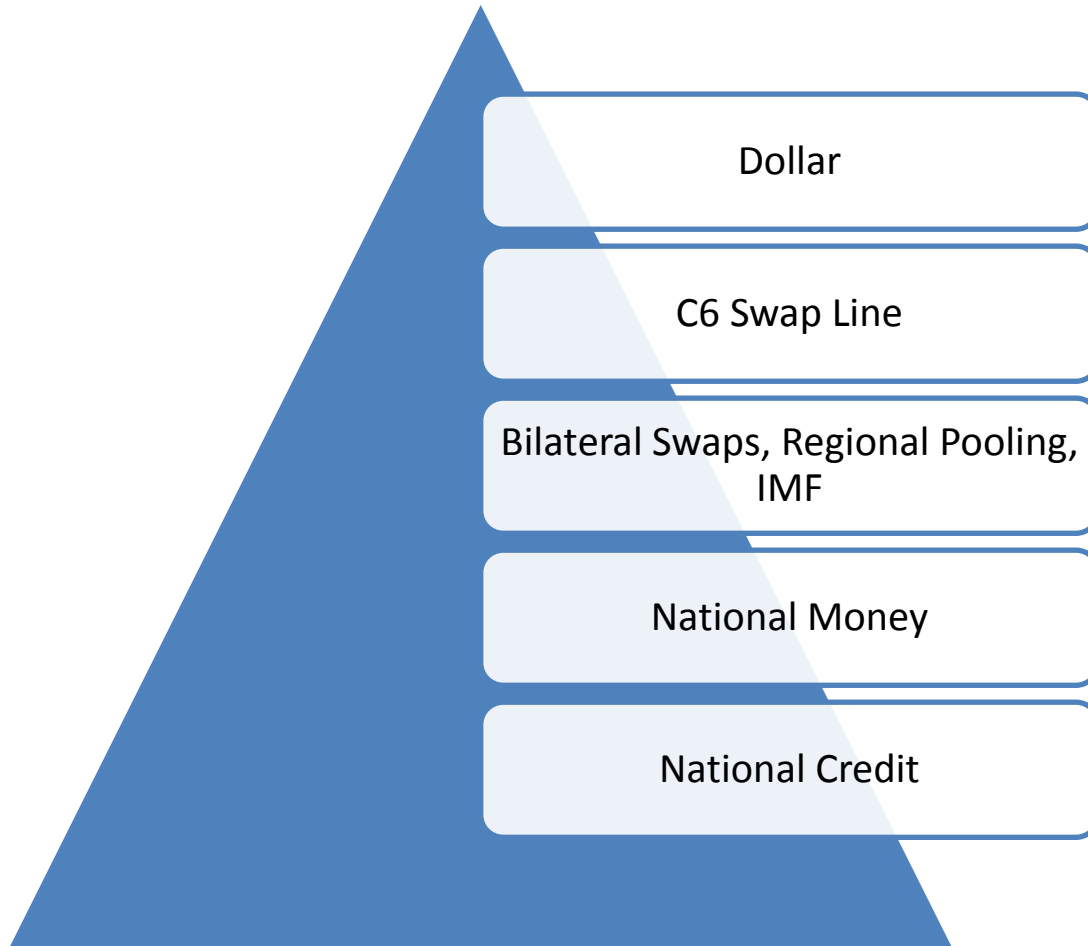 Dollar
C6 Swap Line
Bilateral Swaps, Regional Pooling,
IMF
National Money
National Credit